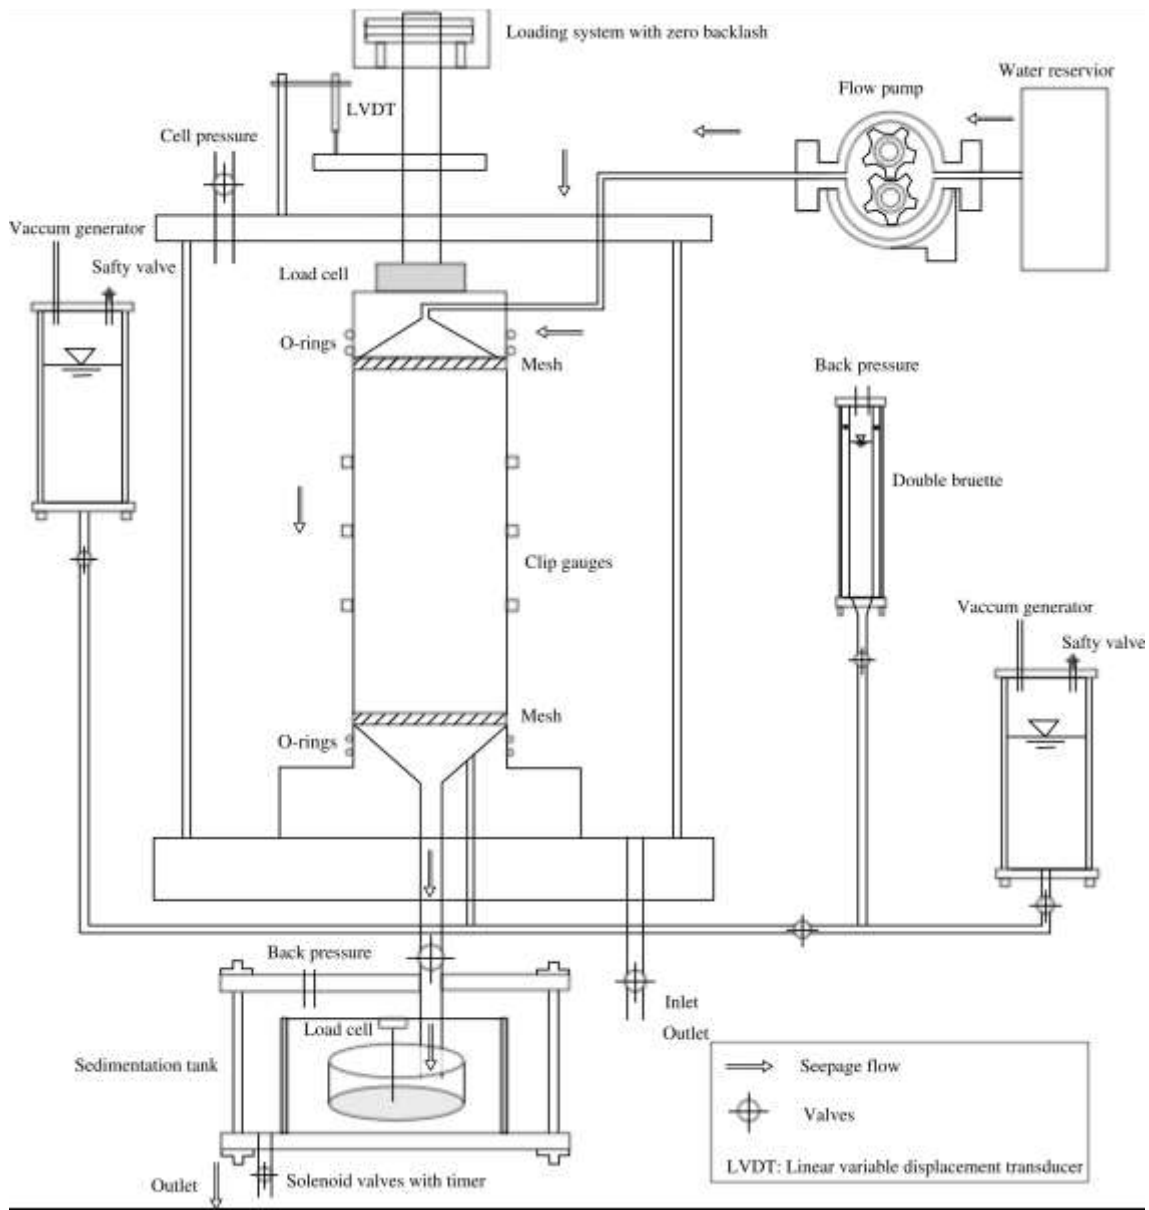 Loading system with zero backlash
Water reservior
Flow pump
LVDT
Cell pressure
Vaccum generator
Safty valve
Load cell
O-rings
Mesh
Back pressure
Double bruette
Clip gauges
Vaccum generator
Safty valve
Mesh
O-rings
Back pressure
Inlet
Outlet
Load cell
Sedimentation tank
Seepage flow
Valves
LVDT: Linear variable displacement transducer
Solenoid valves with timer
Outlet